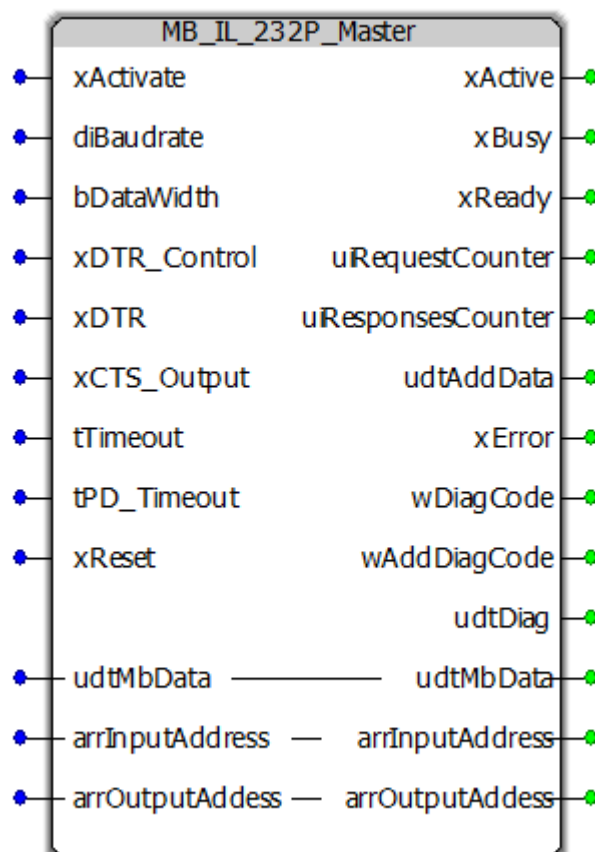 MB_IL_232P_Master
xActivate xActive
diBaudrate xBusy
bDataWidth xReady
xDTR_Control uiRequestCounter
xDTR uiResponsesCounter
xCTS_Output udtAddData
tTimeout xError
tPD_Timeout wDiagCode
xReset wAddDiagCode
udtDiag
udtMbData udtMbData
arrInputAddress arrInputAddress
arrOutputAddess arrOutputAddess